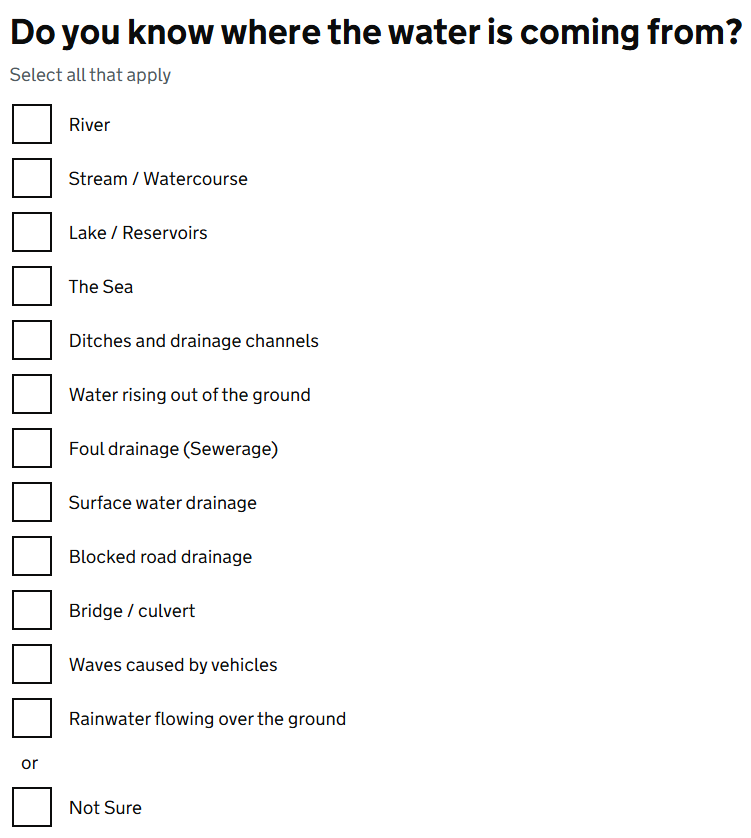 Do you know where the water is coming from?
Select all that apply
River
Stream / Watercourse
Lake / Reservoirs
The Sea
Ditches and drainage channels
Water rising out of the ground
Foul drainage (Sewerage)
Surface water drainage
Blocked road drainage
Bridge / culvert
Waves caused by vehicles
Rainwater flowing over the ground
or
Not Sure